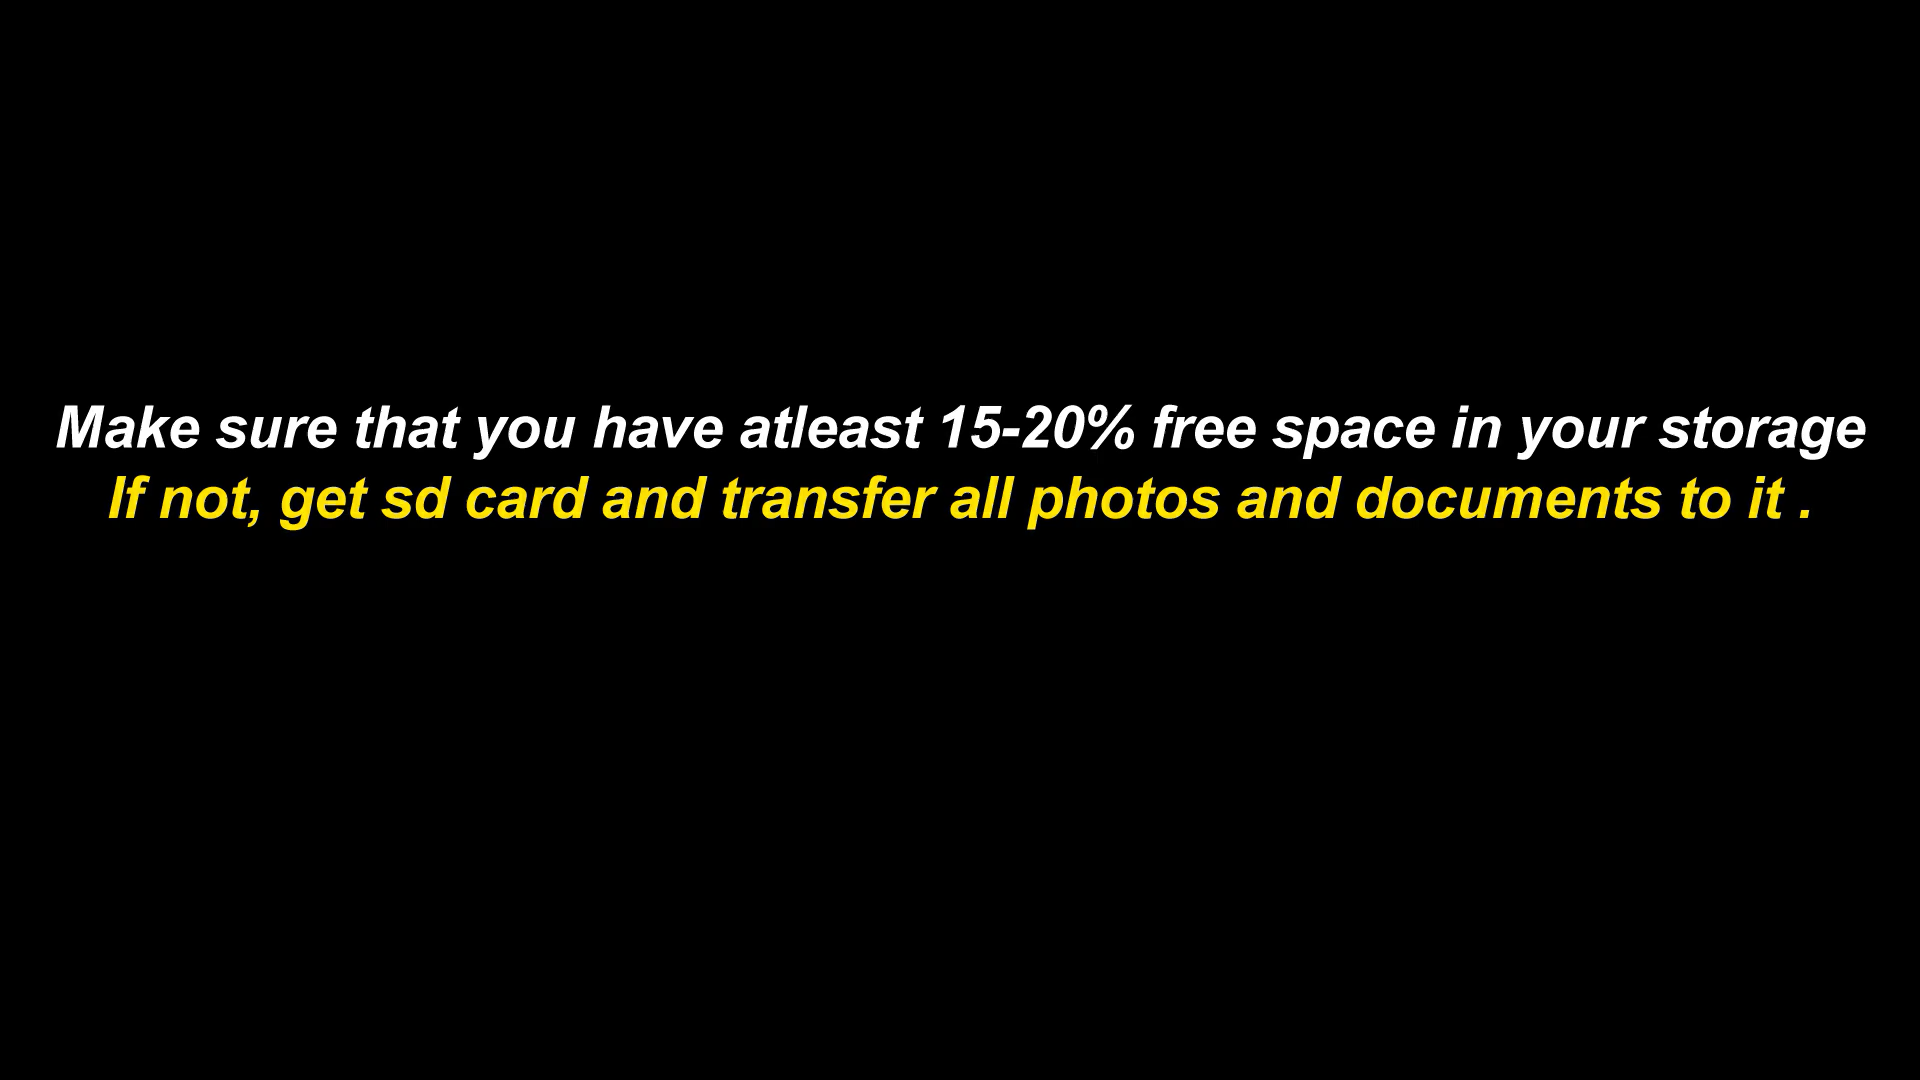 Make sure that you have atleast 15-20% free space in your storage
If not, get sd card and transfer all photos and documents to it .